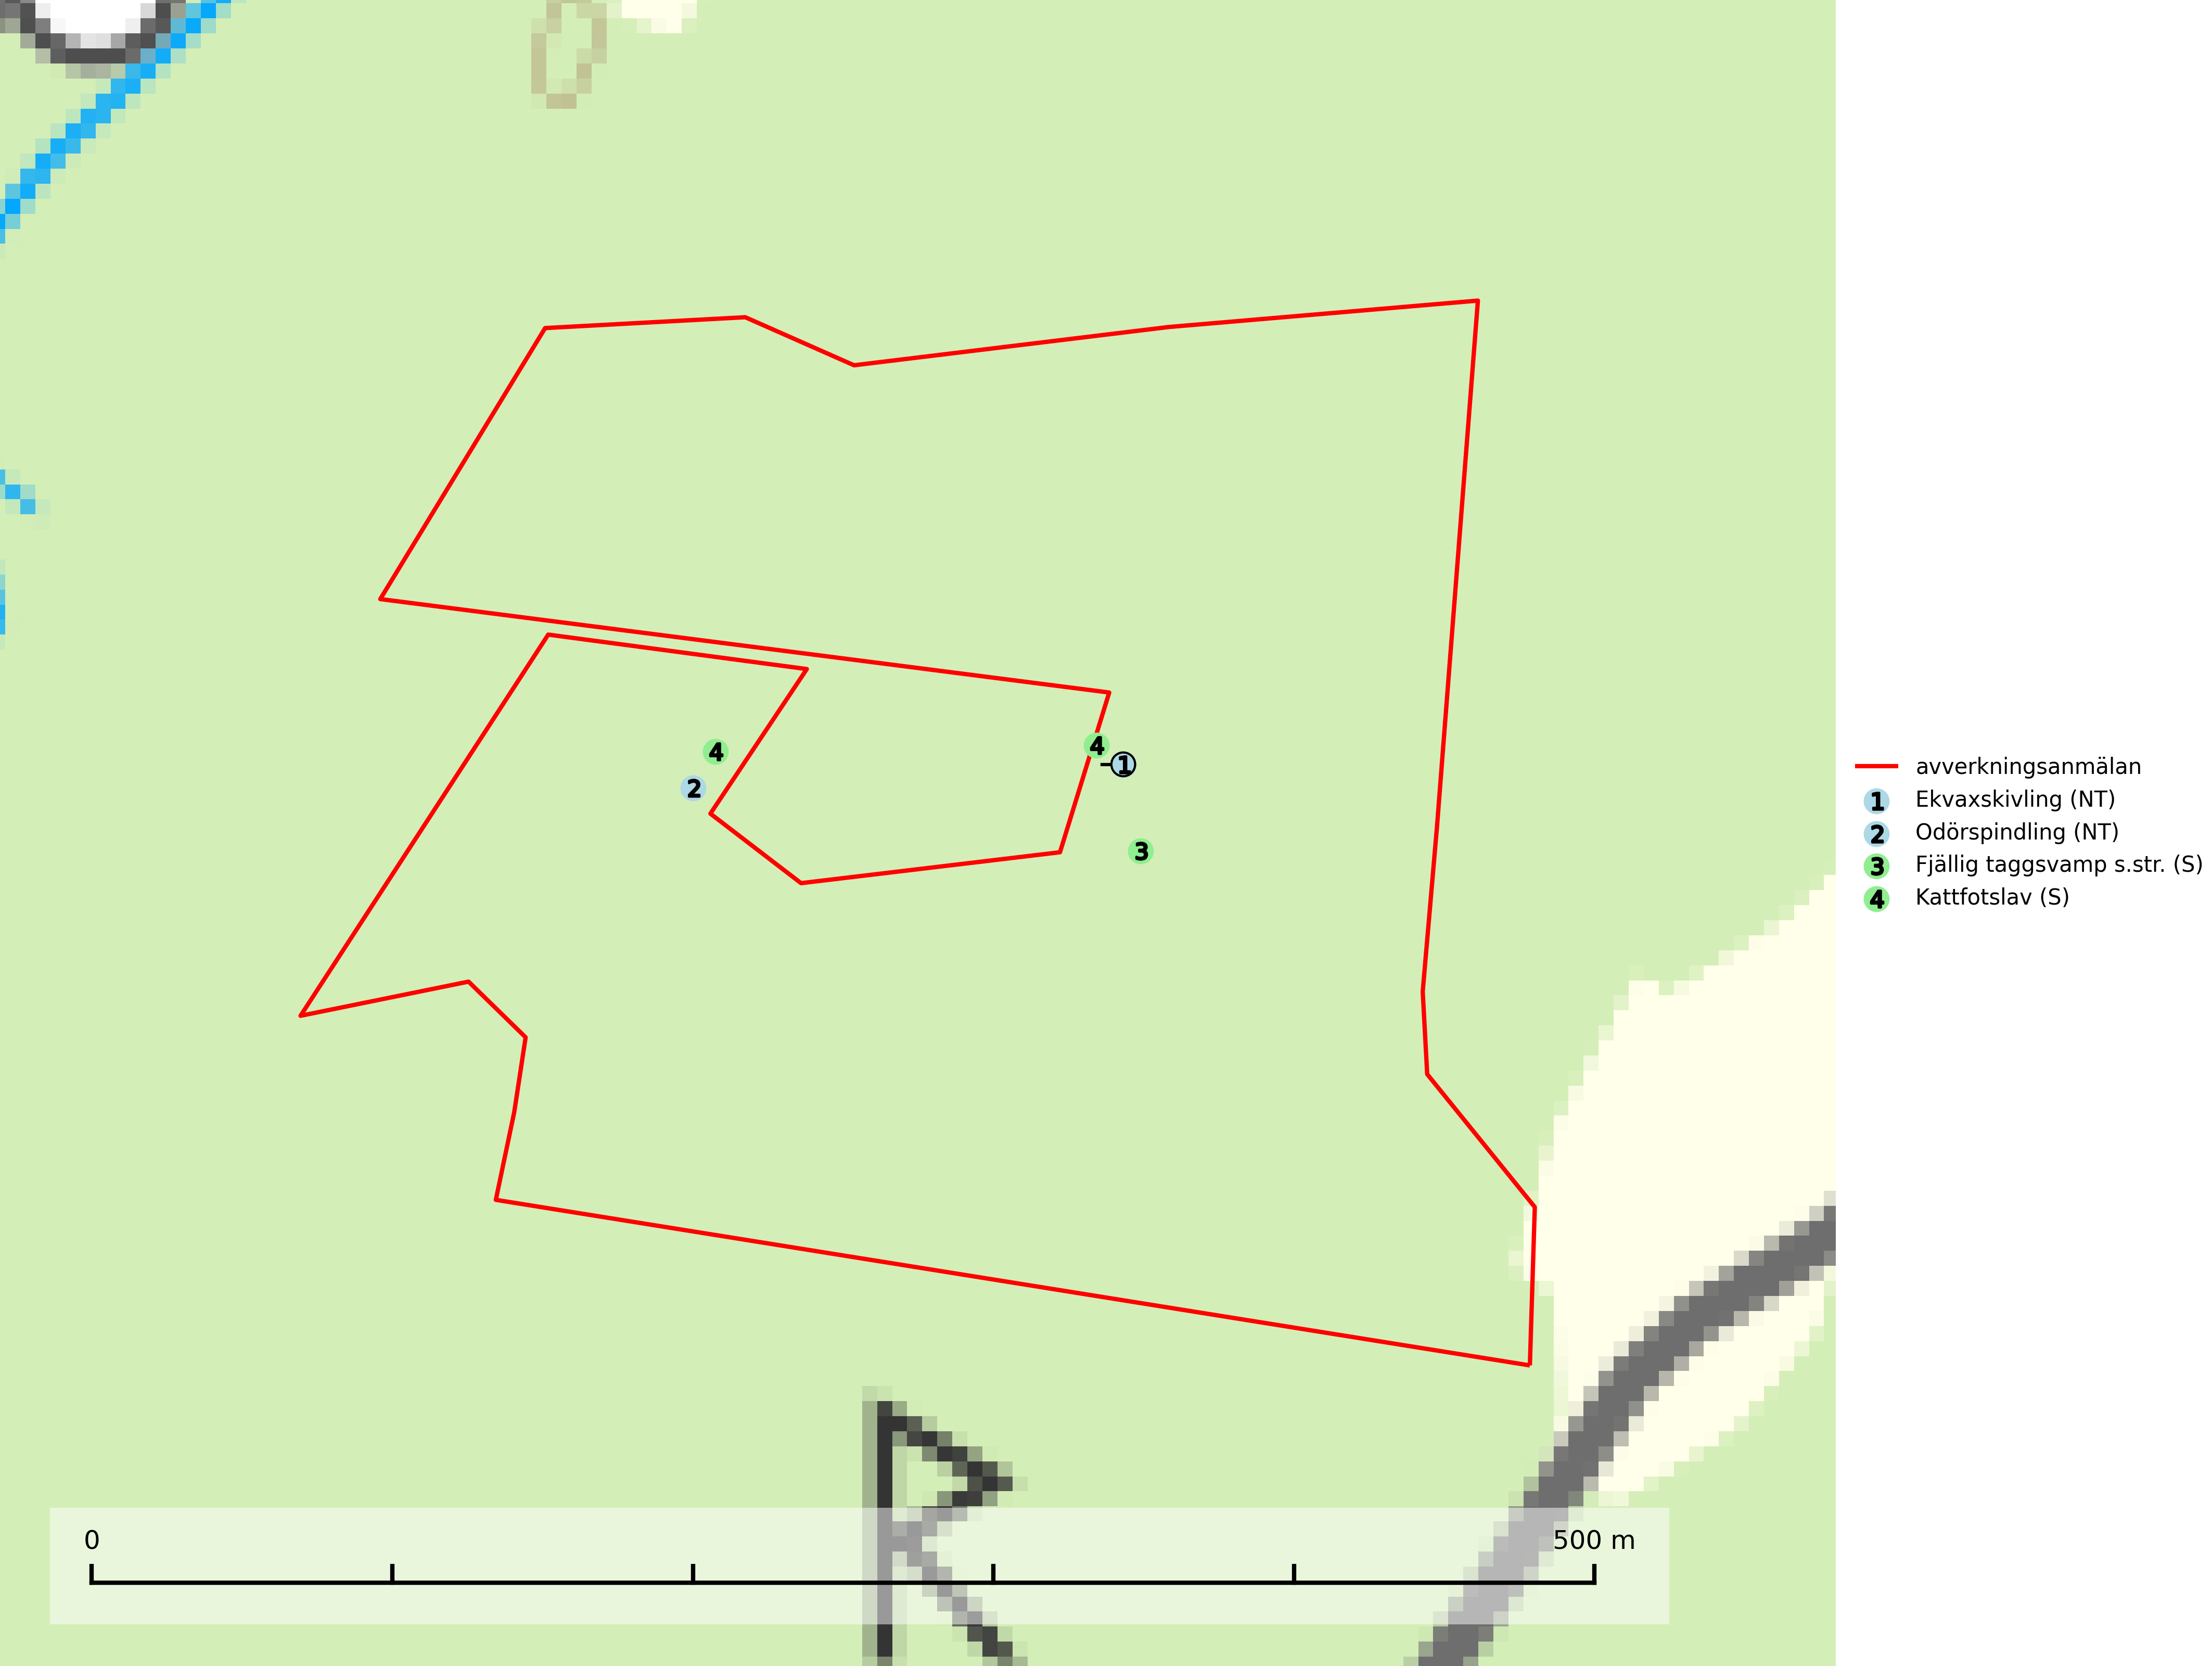 4
1
4
2
3
avverkningsanmälan
1 Ekvaxskivling (NT)
2 Odörspindling (NT)
3 Fjällig taggsvamp s.str. (S)
4 Kattfotslav (S)
0 500 m